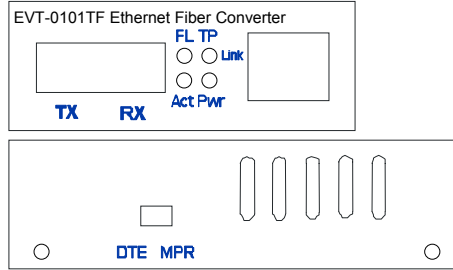 EVT-0101TF Ethernet Fiber Converter
FL TP
Link
Act Pwr
TX RX
DTE MPR